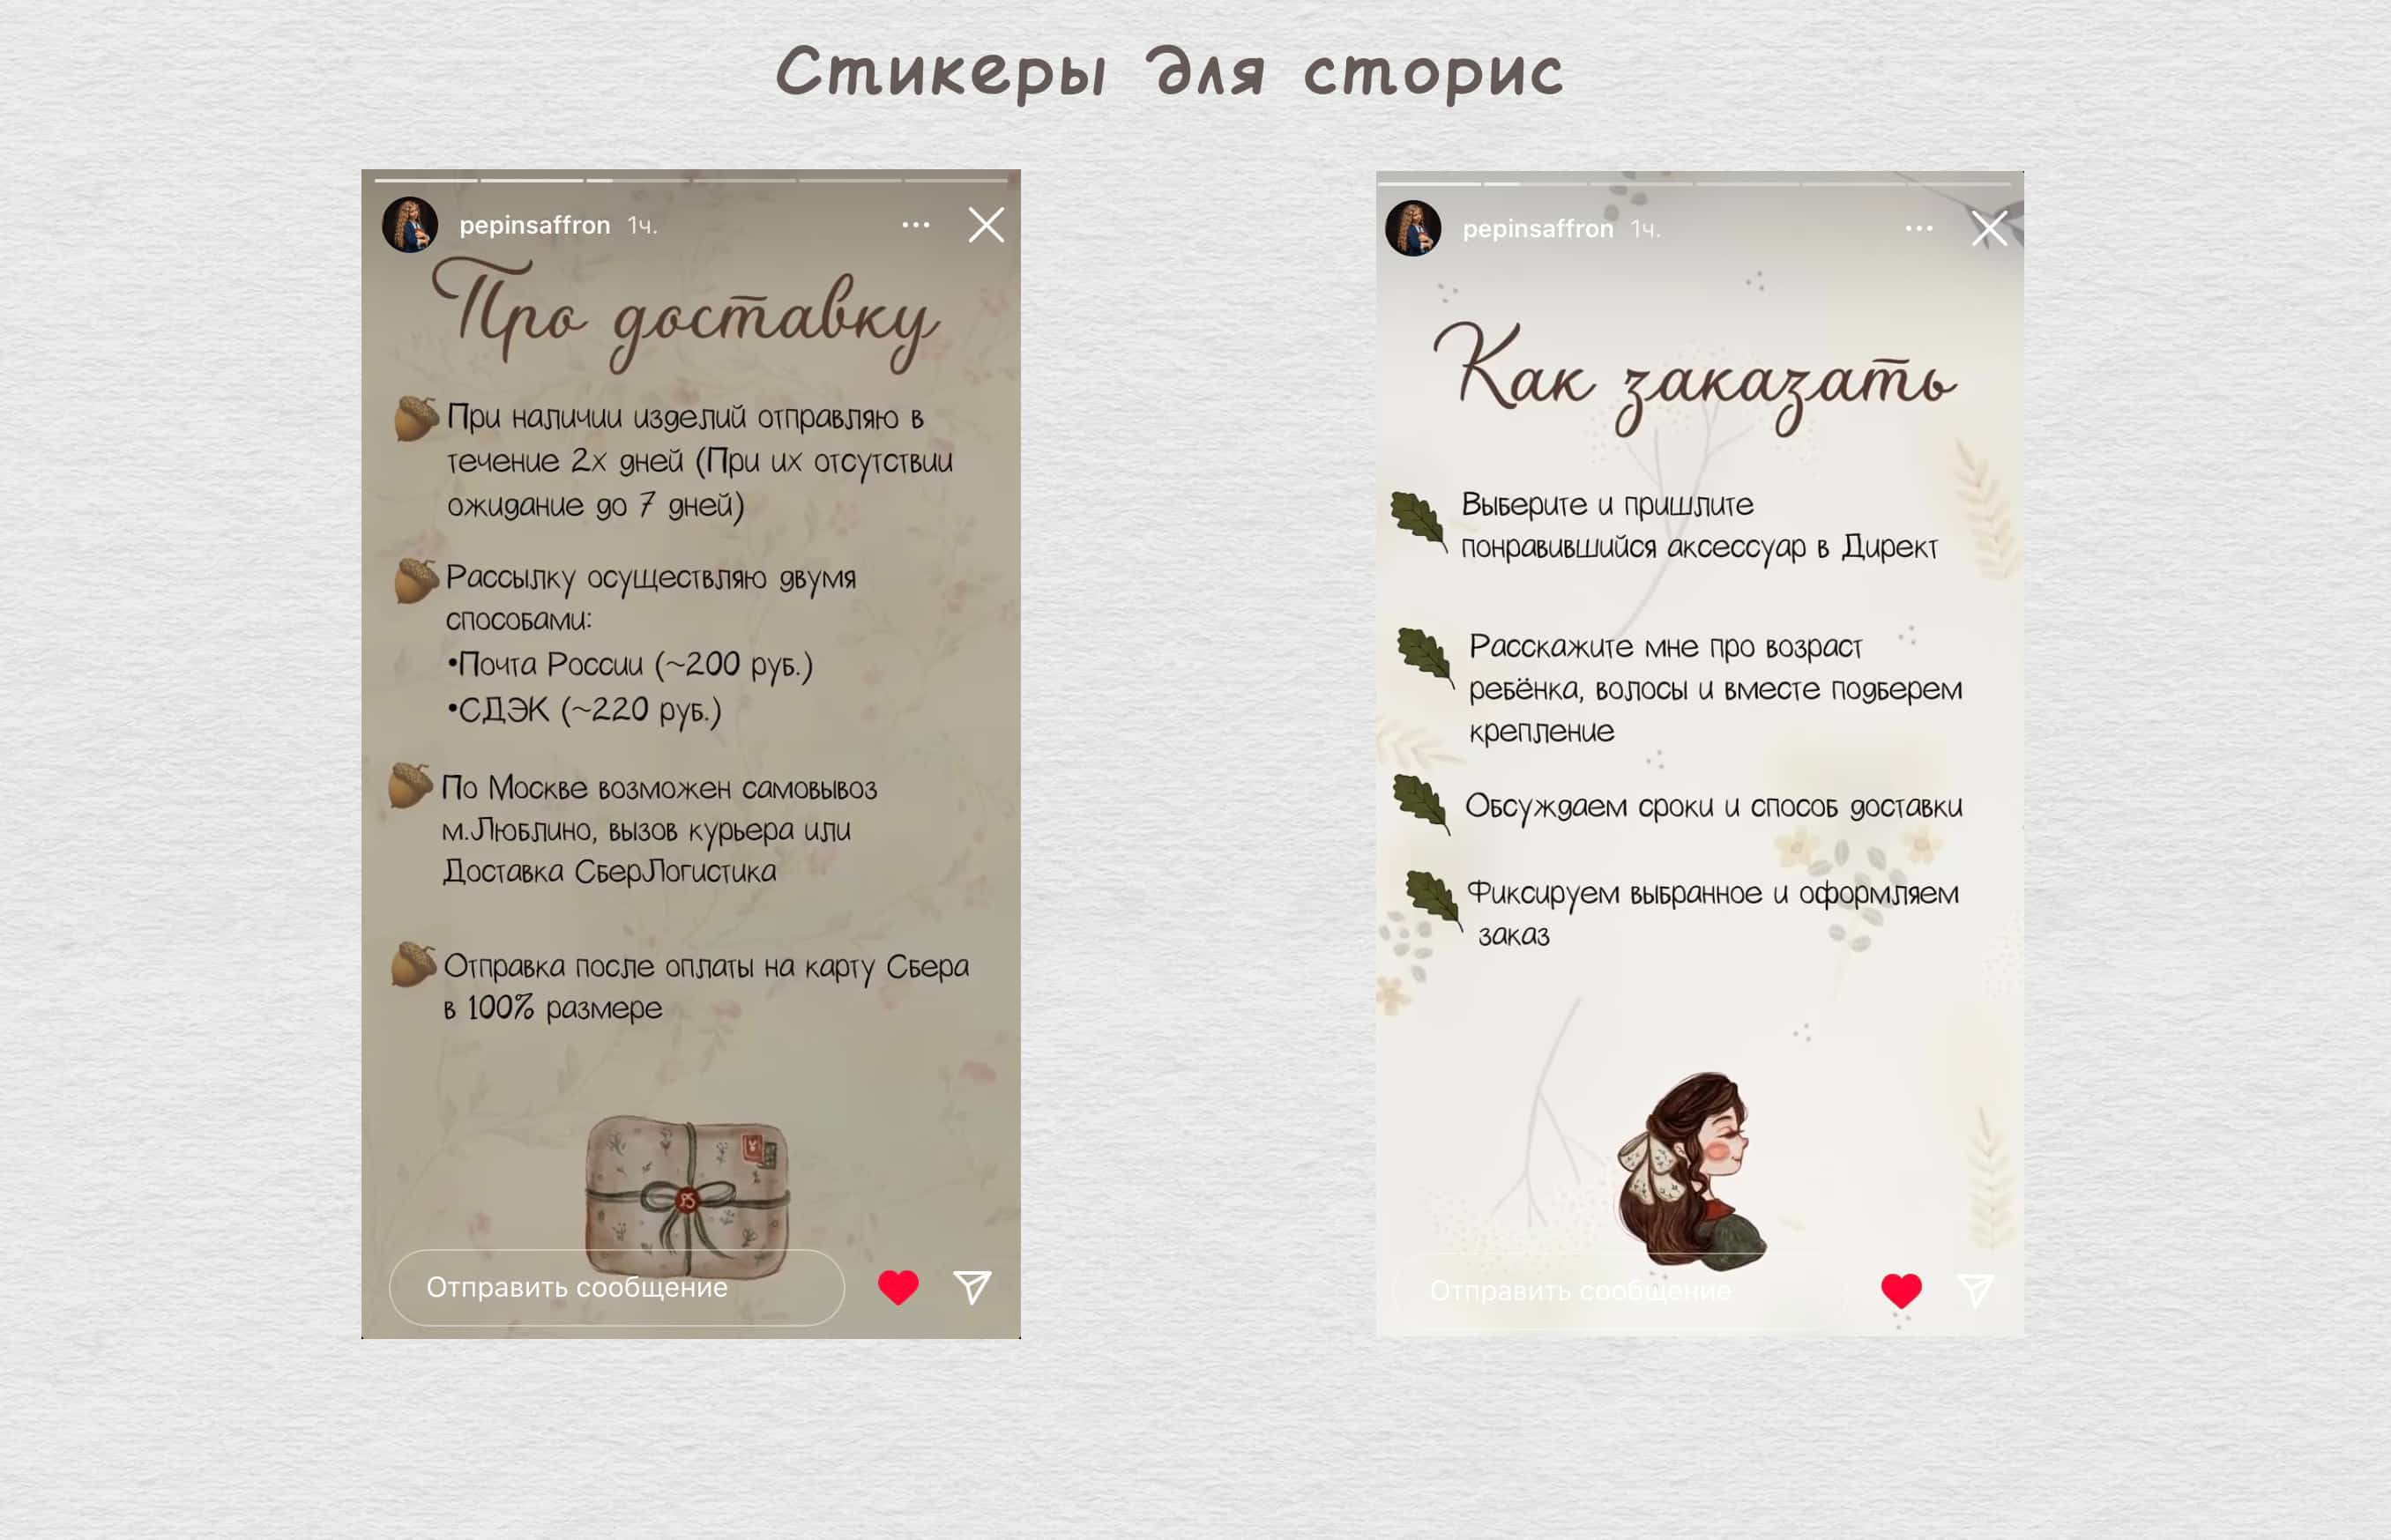 Стикеры для сторис
pepinsaffron 1ч.
Про доставку
При наличии изделий отправляю в
течение 2х дней (При их отсутствии
ожидание до 7 дней)
Рассылку осуществляю двумя
способами:
•Почта России (~200 руб.)
•СДЭК (~220 руб.)
По Москве возможен самовывоз
м.Люблино, вызов курьера или
Доставка СберЛогистика
Отправка после оплаты на карту Сбера
в 100% размере
Отправить сообщение
pepinsaffron 1ч.
Как заказать
Выберите и пришлите
понравившийся аксессуар в Директ
Расскажите мне про возраст
ребёнка, волосы и вместе подберем
крепление
Обсуждаем сроки и способ доставки
Фиксируем выбранное и оформляем
заказ
Отправить сообщение